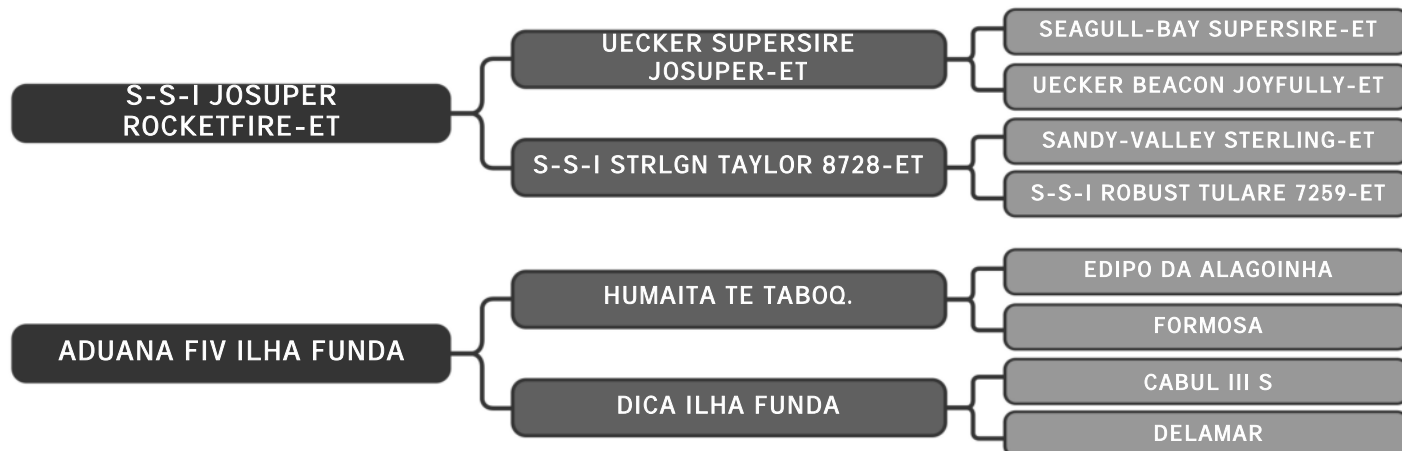 S-S-I JOSUPER
ROCKETFIRE-ET
UECKER SUPERSIRE
JOSUPER-ET
SEAGULL-BAY SUPERSIRE-ET
UECKER BEACON JOYFULLY-ET
S-S-I STRLGN TAYLOR 8728-ET
SANDY-VALLEY STERLING-ET
S-S-I ROBUST TULARE 7259-ET
ADUANA FIV ILHA FUNDA
HUMAITA TE TABOQ.
EDIPO DA ALAGOINHA
FORMOSA
DICA ILHA FUNDA
CABUL III S
DELAMAR